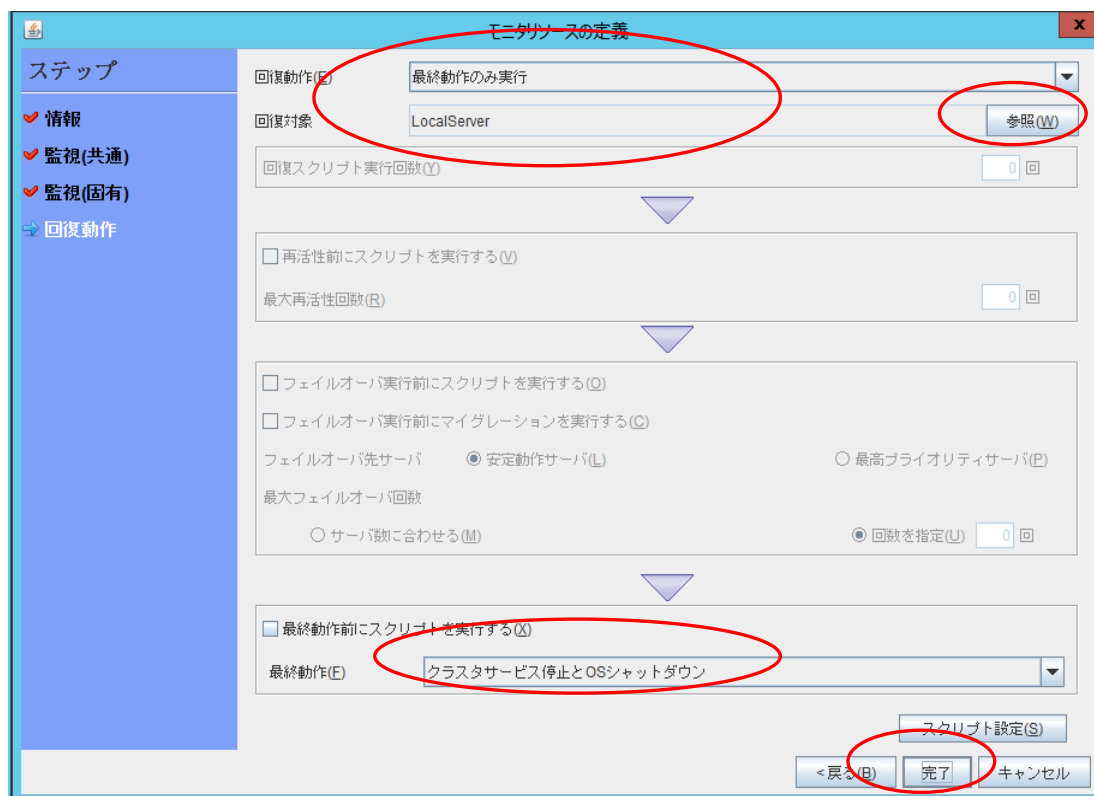 モニタリソースの定義
x
ステップ
情報
監視(共通)
監視(固有)
回復動作
回復動作(E) 最終動作のみ実行
回復対象 LocalServer 参照(W)
回復スクリプト実行回数(Y) 0 回
再活性前にスクリプトを実行する(V)
最大再活性回数(R) 0 回
フェイルオーバ実行前にスクリプトを実行する(O)
フェイルオーバ実行前にマイグレーションを実行する(C)
フェイルオーバ先サーバ 安定動作サーバ(L) 最高プライオリティサーバ(P)
最大フェイルオーバ回数
サーバ数に合わせる(M) 回数を指定(U) 0 回
最終動作前にスクリプトを実行する(X)
最終動作(F) クラスタサービス停止とOSシャットダウン
スクリプト設定(S)
<戻る(B) 完了 キャンセル